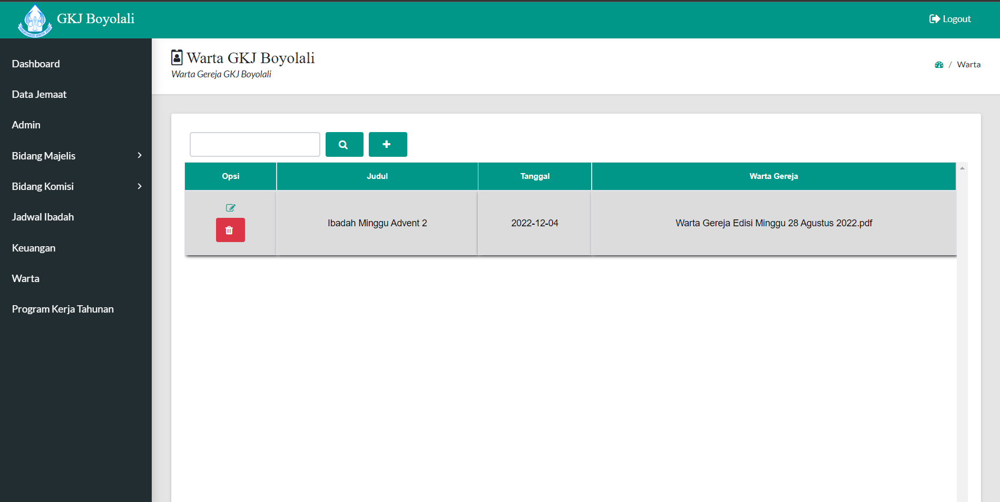 GKJ Boyolali
Logout
Dashboard
Data Jemaat
Admin
Bidang Majelis
Bidang Komisi
Jadwal Ibadah
Keuangan
Warta
Program Kerja Tahunan
Warta GKJ Boyolali
Warta Gereja GKJ Boyolali
/ Warta
Opsi Judul Tanggal Warta Gereja
Ibadah Minggu Advent 2 2022-12-04 Warta Gereja Edisi Minggu 28 Agustus 2022.pdf